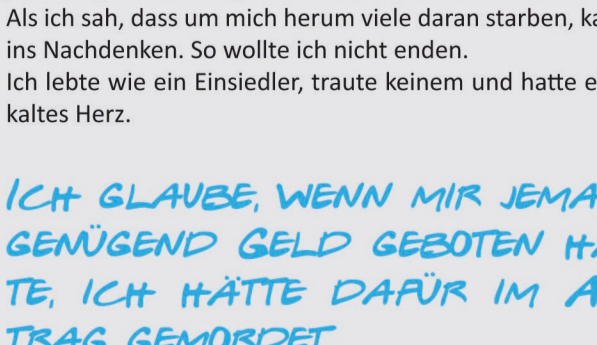 Als ich sah, dass um mich herum viele daran starben,
ins Nachdenken. So wollte ich nicht enden.
Ich lebte wie ein Einsiedler, traute keinem und hatte
kaltes Herz.
ICH GLAUBE, WENN MIR
GENÜGEND GELD GEBOTEN
TE, ICH HÄTTE DAFÜR IM
TRAG GEMORDET